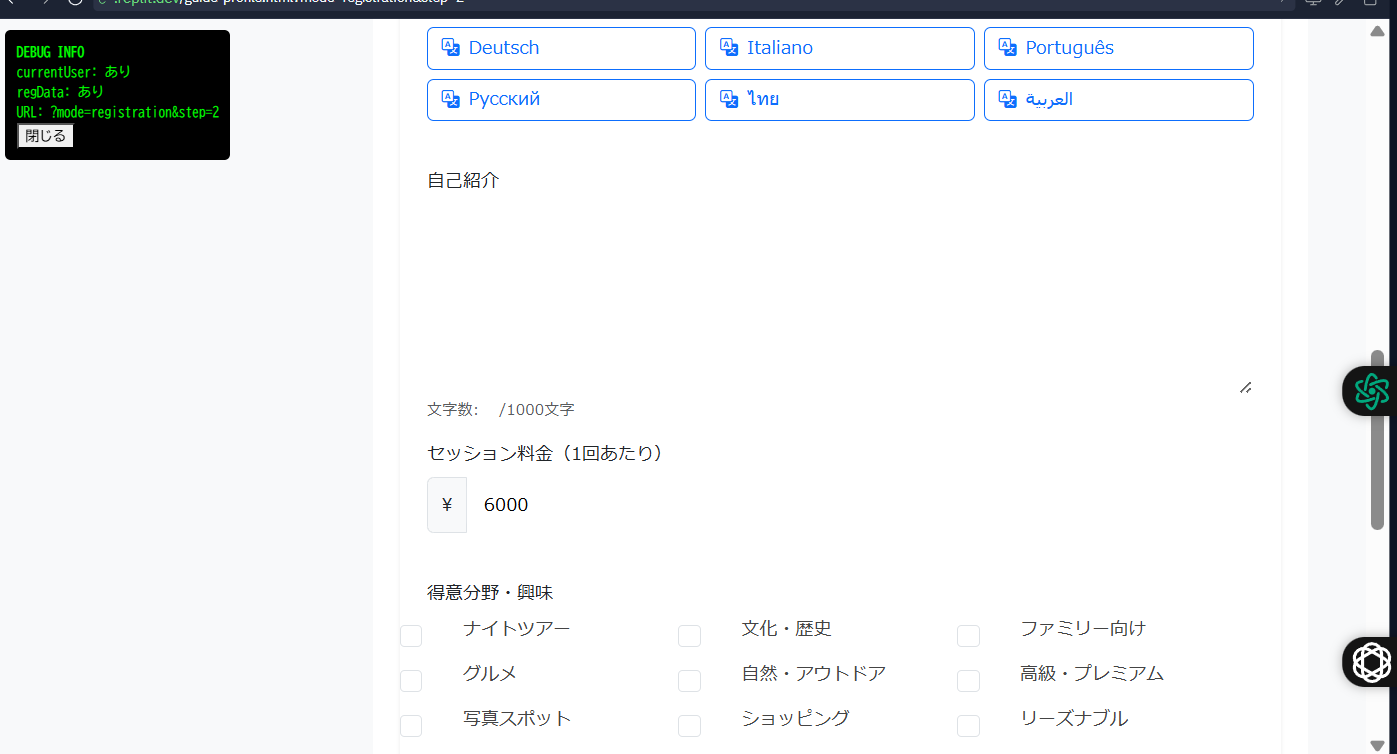 DEBUG INFO
currentUser: あり
regData: あり
URL: ?mode=registration&step=2
閉じる
Deutsch
Italiano
Português
Русский
ไทย
العربية
自己紹介
文字数: /1000文字
セッション料金（1回あたり）
¥ 6000
得意分野・興味
ナイトツアー
文化・歴史
ファミリー向け
グルメ
自然・アウトドア
高級・プレミアム
写真スポット
ショッピング
リーズナブル